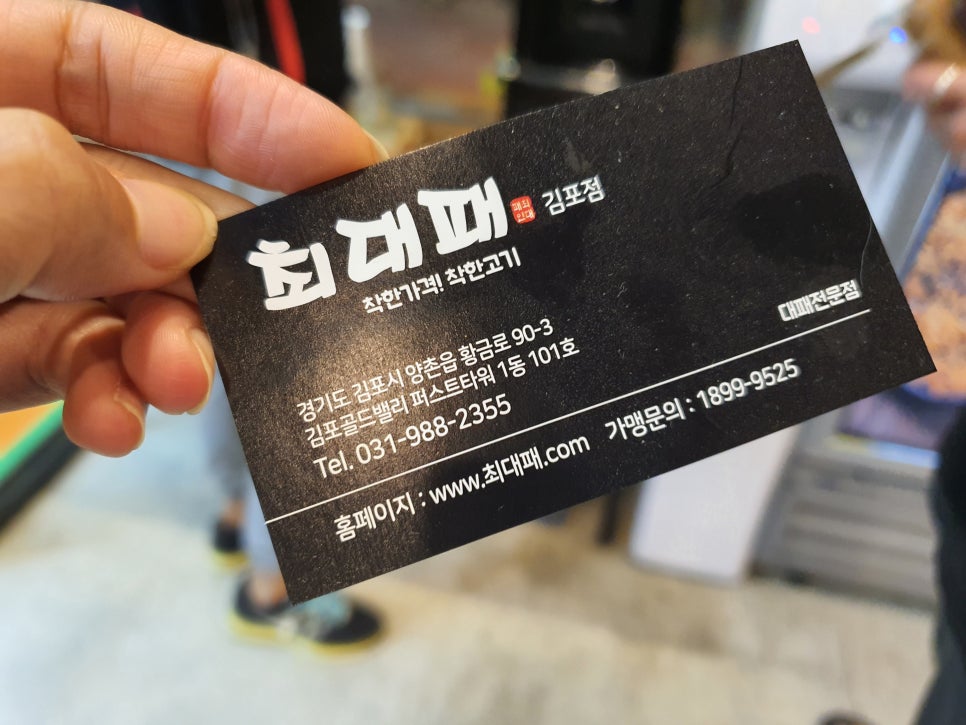 최대패 김포점
착한가격! 착한고기
대패전문점
경기도 김포시 양촌읍 황금로 90-3
김포골드밸리 퍼스트타워 1동 101호
Tel. 031-988-2355
홈페이지 : www.최대패.com 가맹문의 : 1899-9525